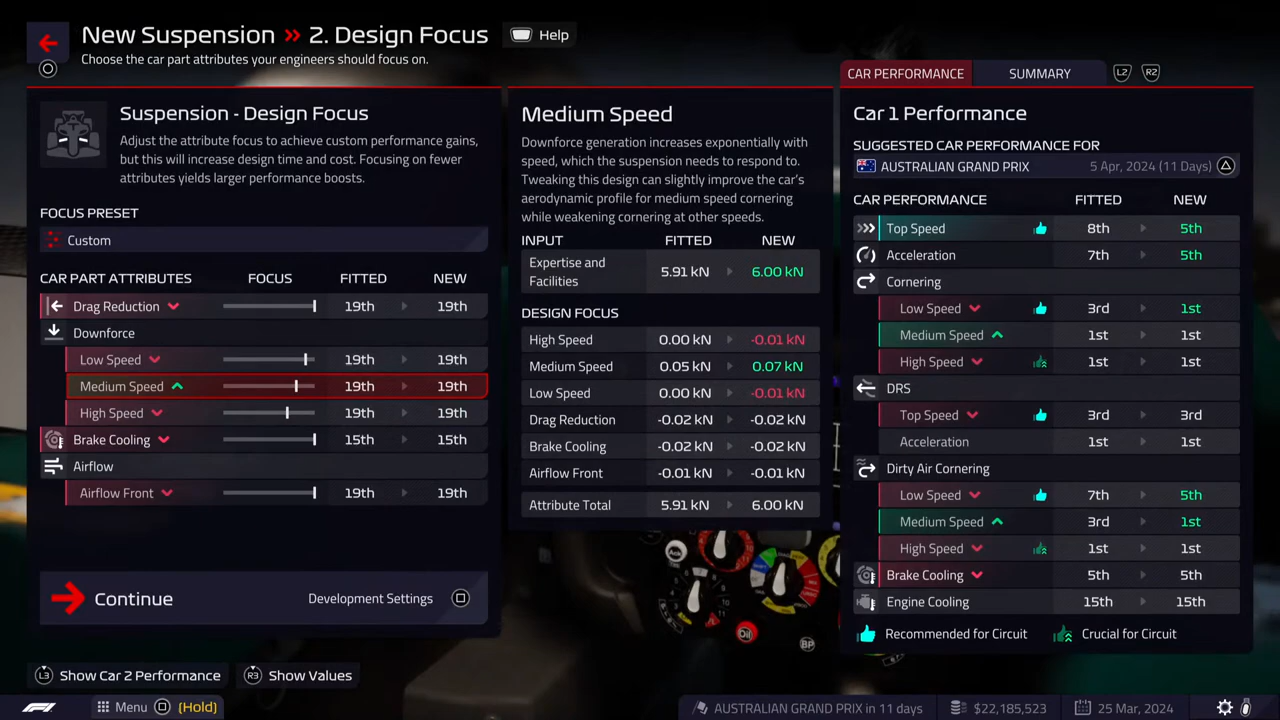 New Suspension >> 2. Design Focus
Help
Choose the car part attributes your engineers should focus on.
Suspension - Design Focus
Adjust the attribute focus to achieve custom performance gains,
but this will increase design time and cost. Focusing on fewer
attributes yields larger performance boosts.
FOCUS PRESET
Custom
CAR PART ATTRIBUTES FOCUS FITTED NEW
Drag Reduction 19th 19th
Downforce
Low Speed 19th 19th
Medium Speed 19th 19th
High Speed 19th 19th
Brake Cooling 15th 15th
Airflow
Airflow Front 19th 19th
Continue Development Settings
Medium Speed
Downforce generation increases exponentially with
speed, which the suspension needs to respond to.
Tweaking this design can slightly improve the car's
aerodynamic profile for medium speed cornering
while weakening cornering at other speeds.
INPUT FITTED NEW
Expertise and
Facilities 5.91 kN 6.00 kN
DESIGN FOCUS
High Speed 0.00 kN -0.01 kN
Medium Speed 0.05 kN 0.07 kN
Low Speed 0.00 kN -0.01 kN
Drag Reduction -0.02 kN -0.02 kN
Brake Cooling -0.02 kN -0.02 kN
Airflow Front -0.01 kN -0.01 kN
Attribute Total 5.91 kN 6.00 kN
Oil
BP
CAR PERFORMANCE SUMMARY L2 R2
Car 1 Performance
SUGGESTED CAR PERFORMANCE FOR
AUSTRALIAN GRAND PRIX 5 Apr, 2024 (11 Days)
CAR PERFORMANCE FITTED NEW
Top Speed 8th 5th
Acceleration 7th 5th
Cornering
Low Speed 3rd 1st
Medium Speed 1st 1st
High Speed 1st 1st
DRS
Top Speed 3rd 3rd
Acceleration 1st 1st
Dirty Air Cornering
Low Speed 7th 5th
Medium Speed 3rd 1st
High Speed 1st 1st
Brake Cooling 5th 5th
Engine Cooling 15th 15th
Recommended for Circuit Crucial for Circuit
L3 Show Car 2 Performance R3 Show Values
F1 Menu (Hold) AUSTRALIAN GRAND PRIX in 11 days $22,185,523 25 Mar, 2024